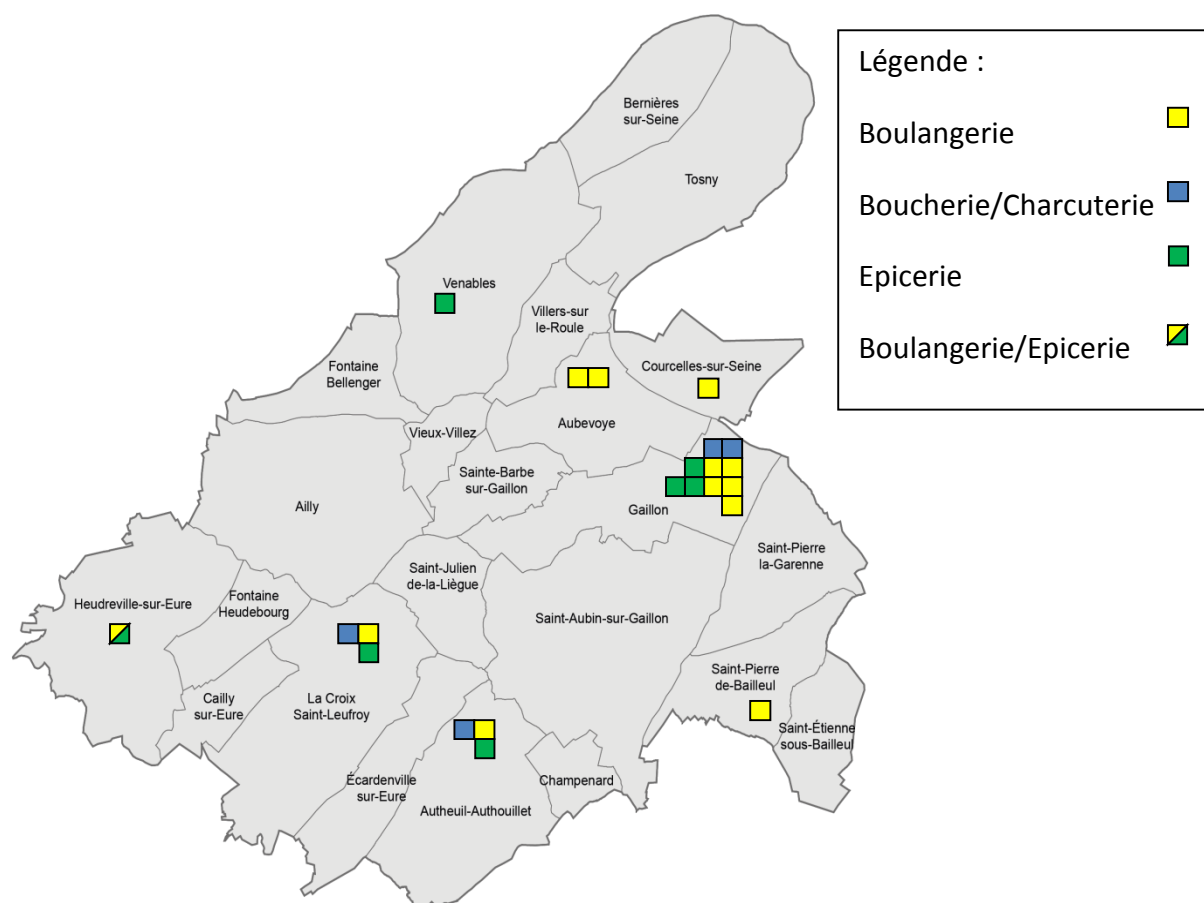 Légende :
Boulangerie
Boucherie/Charcuterie
Epicerie
Boulangerie/Epicerie
Bernières
sur-Seine
Tosny
Venables
Villers-sur
le-Roule
Fontaine
Bellenger
Courcelles-sur-Seine
Aubevoye
Vieux-Villez
Sainte-Barbe
sur-Gaillon
Ailly
Gaillon
Saint-Pierre
la-Garenne
Saint-Julien
de-la-Liègue
Heudreville-sur-Eure
Fontaine
Heudebourg
Saint-Aubin-sur-Gaillon
Saint-Pierre
de-Bailleul
Cailly
sur-Eure
La Croix
Saint-Leufroy
Saint-Étienne
sous-Bailleul
Écardenville
sur-Eure
Champenard
Autheuil-Authouillet